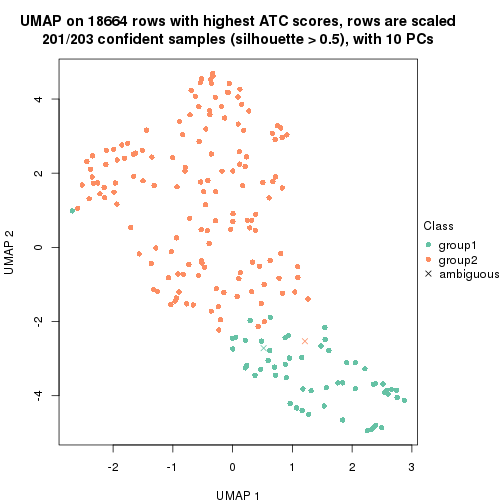 UMAP on 18664 rows with highest ATC scores, rows are scaled
201/203 confident samples (silhouette > 0.5), with 10 PCs
4
2
0
-2
-4
UMAP 2
Class
group1
group2
ambiguous
-2
-1
0
1
2
3
UMAP 1